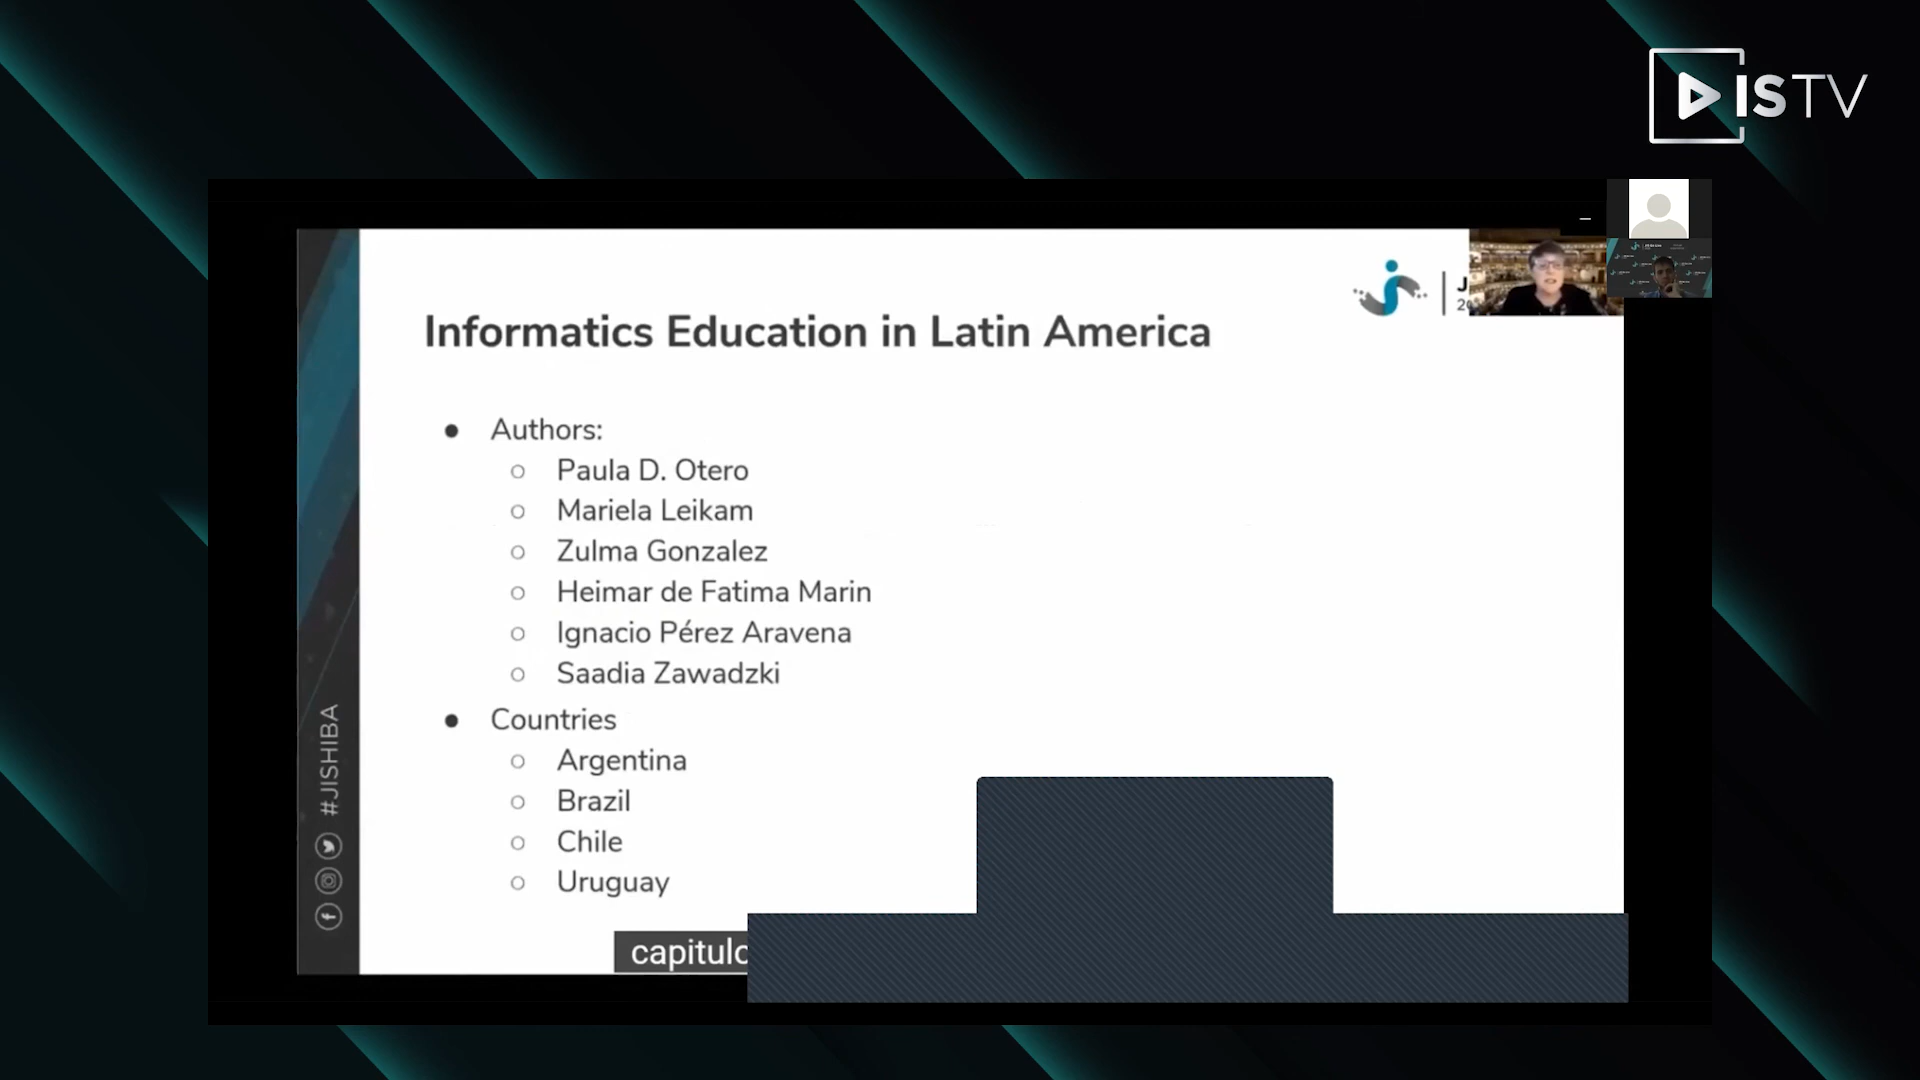 ISTV
Informatics Education in Latin America
Authors:
Paula D. Otero
Mariela Leikam
Zulma Gonzalez
Heimar de Fatima Marin
Ignacio Pérez Aravena
Saadia Zawadzki
Countries
Argentina
Brazil
Chile
Uruguay
#JISHIBA